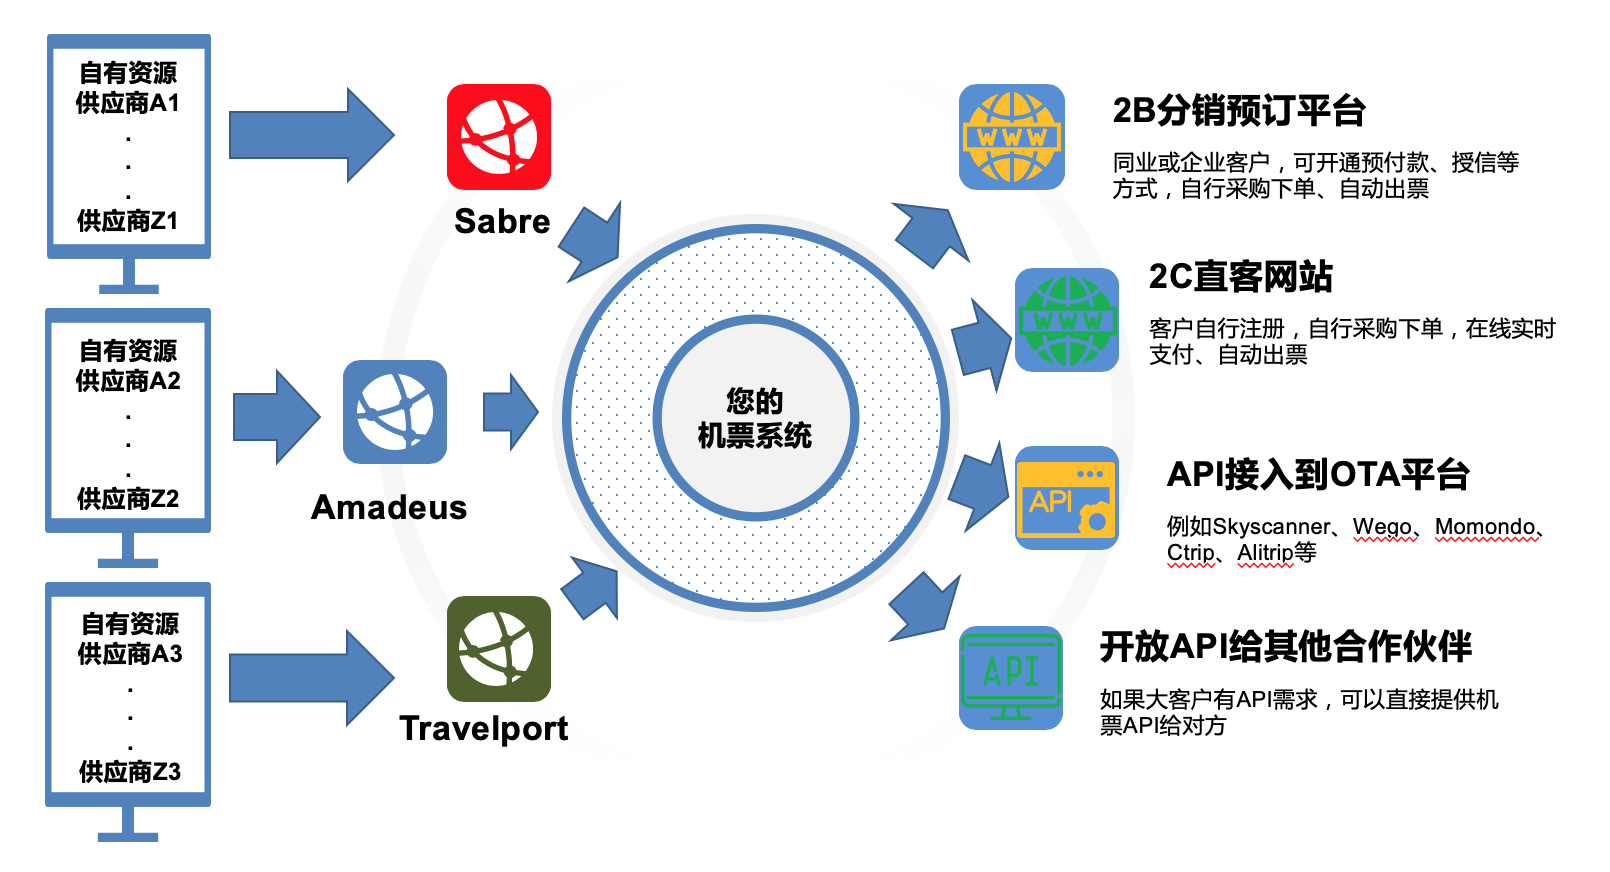 自有资源
供应商A1
.
.
.
供应商Z1
Sabre
自有资源
供应商A2
.
.
.
供应商Z2
Amadeus
自有资源
供应商A3
.
.
.
供应商Z3
Travelport
您的
机票系统
WWW
2B分销预订平台
同业或企业客户，可开通预付款、授信等
方式，自行采购下单、自动出票
WWW
2C直客网站
客户自行注册，自行采购下单，在线实时
支付、自动出票
API
API接入到OTA平台
例如Skyscanner、Wego、Momondo、
Ctrip、Alitrip等
API
开放API给其他合作伙伴
如果大客户有API需求，可以直接提供机
票API给对方